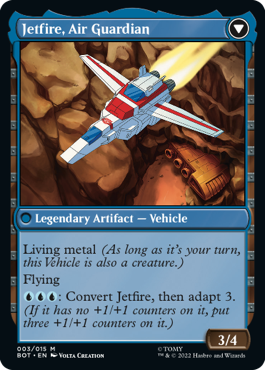 Jetfire, Air Guardian
Legendary Artifact — Vehicle
Living metal (As long as it's your turn,
this Vehicle is also a creature.)
Flying
: Convert Jetfire, then adapt 3.
(If it has no +1/+1 counters on it, put
three +1/+1 counters on it.)
3/4
003/015 M
BOT • EN Volta Creation
©TOMY
™ & © 2022 Hasbro and Wizards